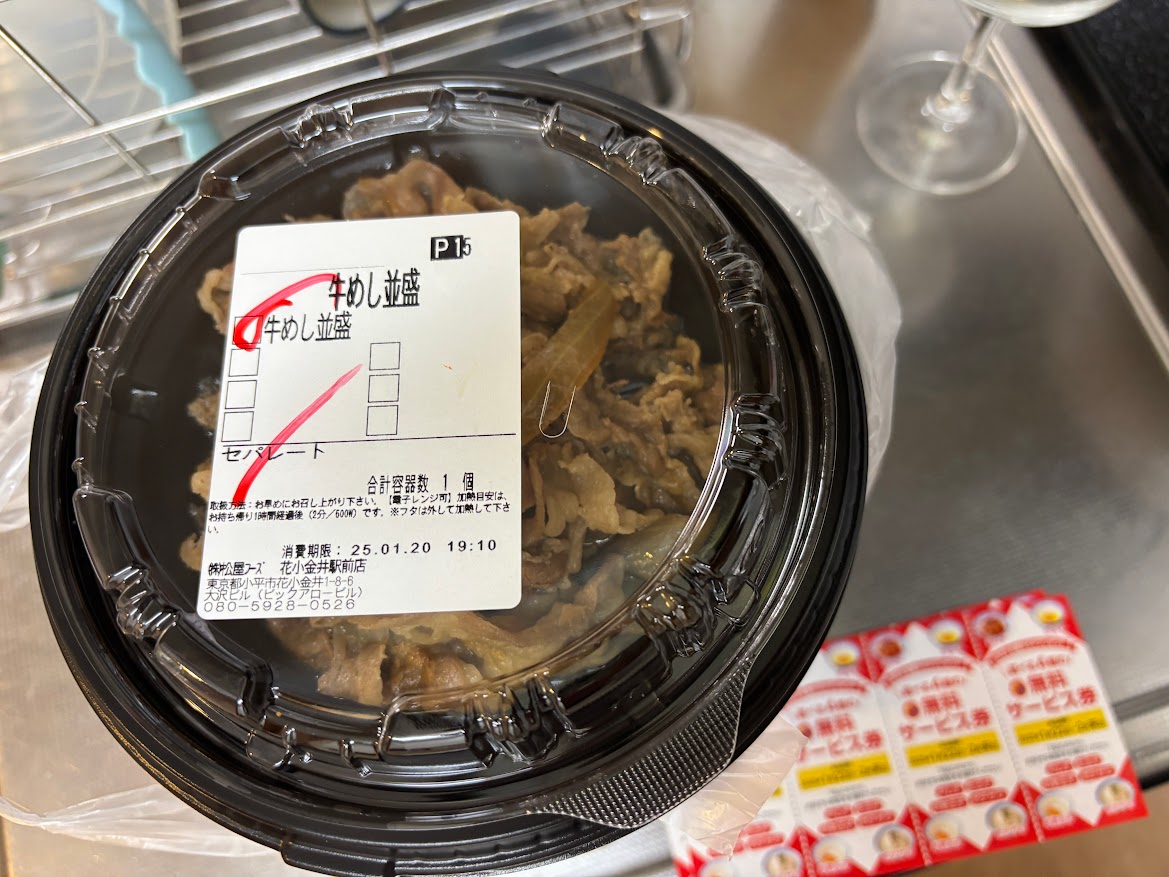 P15
牛めし並盛
牛めし並盛
セパレート
合計容器数 1 個
取扱方法：お早めにお召し上がり下さい。【電子レンジ可】加熱目安は、
お持ち帰り1時間経過後（2分／600W）です。※フタは外して加熱して下さ
い。
消費期限： 25.01.20 19:10
㈱松屋フーズ 花小金井駅前店
東京都小平市花小金井1-8-6
大沢ビル（ビックアロービル）
080-5928-0526
無料
サービス券
無料
サービス券
無料
サービス券